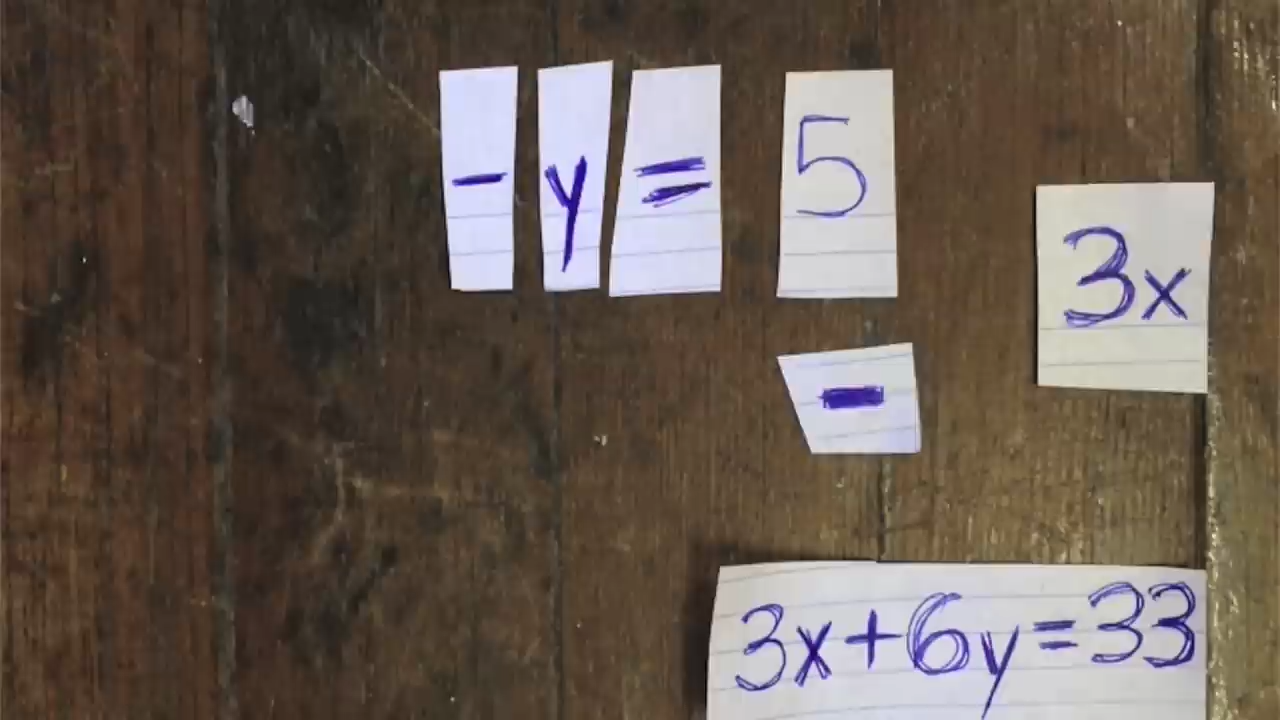 - y = 5
3x
-
3x+6y=33